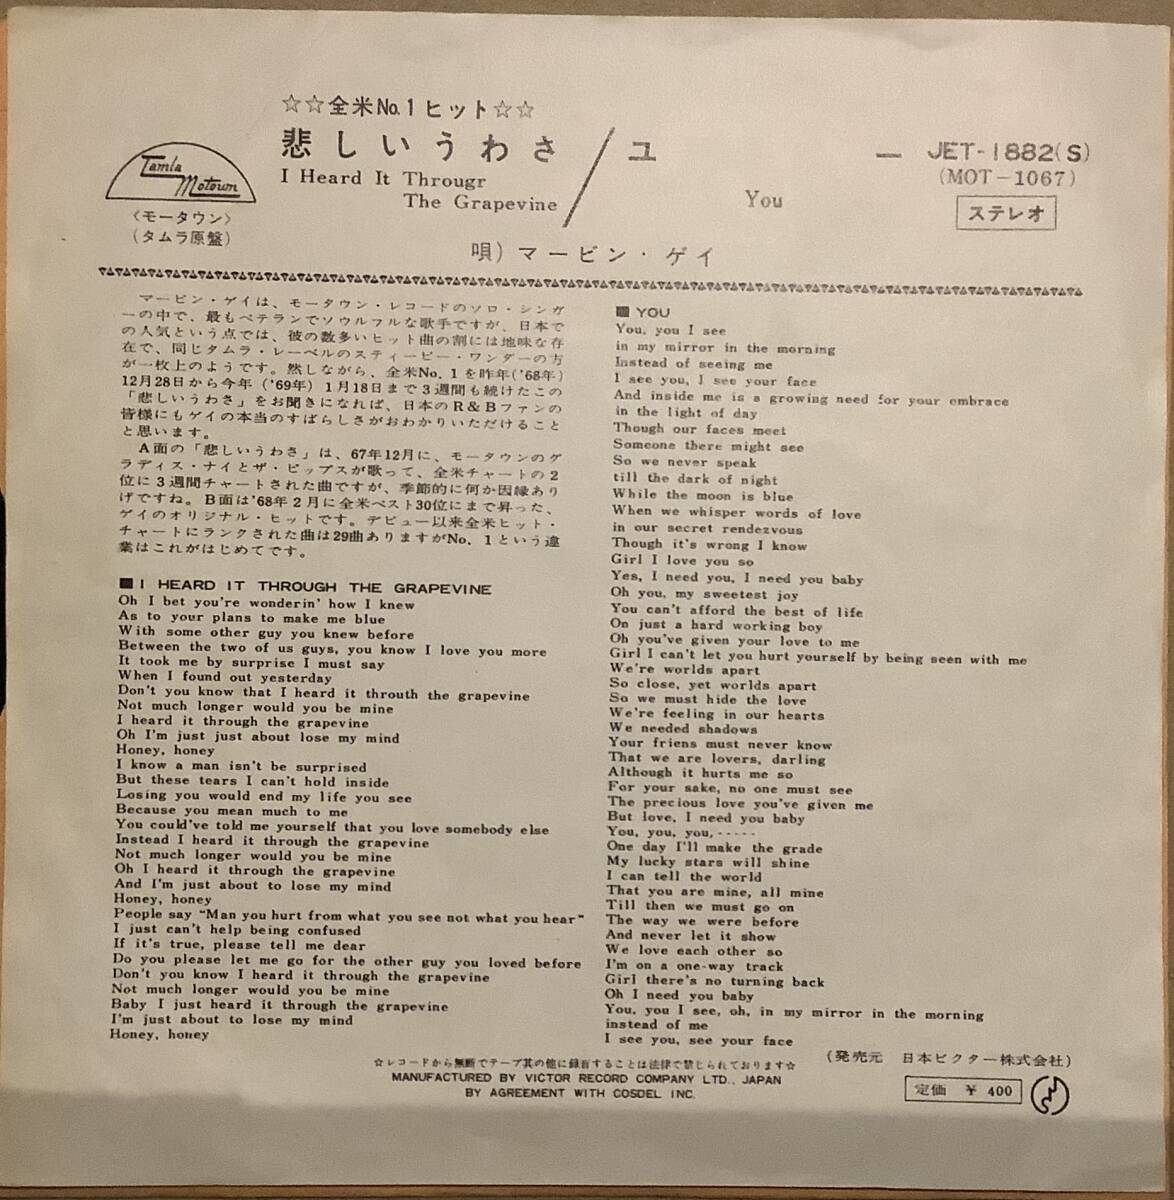 ☆☆全米No.1ヒット☆☆
悲しいうわさ／ユー
I Heard It Througr
The Grapevine
You
JET-1882(S)
(MOT-1067)
ステレオ
Tamla
Motown
〈モータウン〉
(タムラ原盤)
唄) マービン・ゲイ
マービン・ゲイは、モータウン・レコードのソロ・シンガ
ーの中で、最もベテランでソウルフルな歌手ですが、日本で
の人気という点では、彼の数多いヒット曲の割には地味な存
在で、同じタムラ・レーベルのスティービー・ワンダーの方
が一枚上のようです。然しながら、全米No.1を昨年('68年)
12月28日から今年('69年) 1月18日まで3週間も続けたこの
「悲しいうわさ」をお聞きになれば、日本のR&Bファンの
皆様にもゲイの本当のすばらしさがおわかりいただけること
と思います。
A面の「悲しいうわさ」は、67年12月に、モータウンのグ
ラディス・ナイとザ・ピップスが歌って、全米チャートの2
位に3週間チャートされた曲ですが、季節的に何か因縁あり
げですね。B面は'68年2月に全米ベスト30位にまで昇った、
ゲイのオリジナル・ヒットです。デビュー以来全米ヒット・
チャートにランクされた曲は29曲ありますがNo.1という偉
業はこれがはじめてです。
■I HEARD IT THROUGH THE GRAPEVINE
Oh I bet you're wonderin' how I knew
As to your plans to make me blue
With some other guy you knew before
Between the two of us guys, you know I love you more
It took me by surprise I must say
When I found out yesterday
Don't you know that I heard it throuth the grapevine
Not much longer would you be mine
I heard it through the grapevine
Oh I'm just just about lose my mind
Honey, honey
I know a man isn't be surprised
But these tears I can't hold inside
Losing you would end my life you see
Because you mean much to me
You could've told me yourself that you love somebody else
Instead I heard it through the grapevine
Not much longer would you be mine
Oh I heard it through the grapevine
And I'm just about to lose my mind
Honey, honey
People say "Man you hurt from what you see not what you hear"
I just can't help being confused
If it's true, please tell me dear
Do you please let me go for the other guy you loved before
Don't you know I heard it through the grapevine
Not much longer would you be mine
Baby I just heard it through the grapevine
I'm just about to lose my mind
Honey, honey
■YOU
You, you I see
in my mirror in the morning
Instead of seeing me
I see you, I see your face
And inside me is a growing need for your embrace
in the light of day
Though our faces meet
Someone there might see
So we never speak
till the dark of night
While the moon is blue
When we whisper words of love
in our secret rendezvous
Though it's wrong I know
Girl I love you so
Yes, I need you, I need you baby
Oh you, my sweetest joy
You can't afford the best of life
On just a hard working boy
Oh you've given your love to me
Girl I can't let you hurt yourself by being seen with me
We're worlds apart
So close, yet worlds apart
So we must hide the love
We're feeling in our hearts
We needed shadows
Your friens must never know
That we are lovers, darling
Although it hurts me so
For your sake, no one must see
The precious love you've given me
But love, I need you baby
You, you, you, -----
One day I'll make the grade
My lucky stars will shine
I can tell the world
That you are mine, all mine
Till then we must go on
The way we were before
And never let it show
We love each other so
I'm on a one-way track
Girl there's no turning back
Oh I need you baby
You, you I see, oh, in my mirror in the morning
instead of me
I see you, see your face
☆レコードから無断でテープ其の他に録音することは法律で禁じられております☆
MANUFACTURED BY VICTOR RECORD COMPANY LTD., JAPAN
BY AGREEMENT WITH COSDEL INC.
(発売元 日本ビクター株式会社)
定価 ￥400